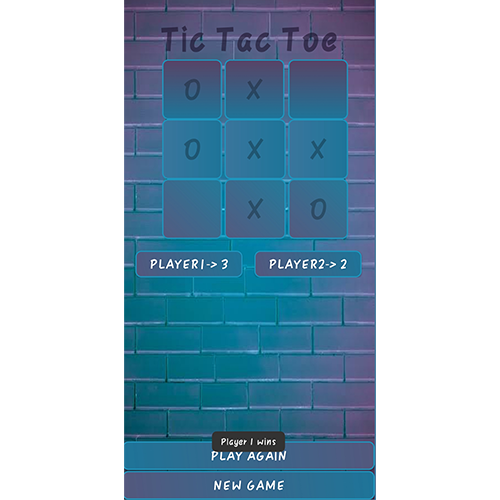 Tic Tac Toe
O X
O X X
X O
PLAYER1-> 3 PLAYER2-> 2
Player 1 wins
PLAY AGAIN
NEW GAME